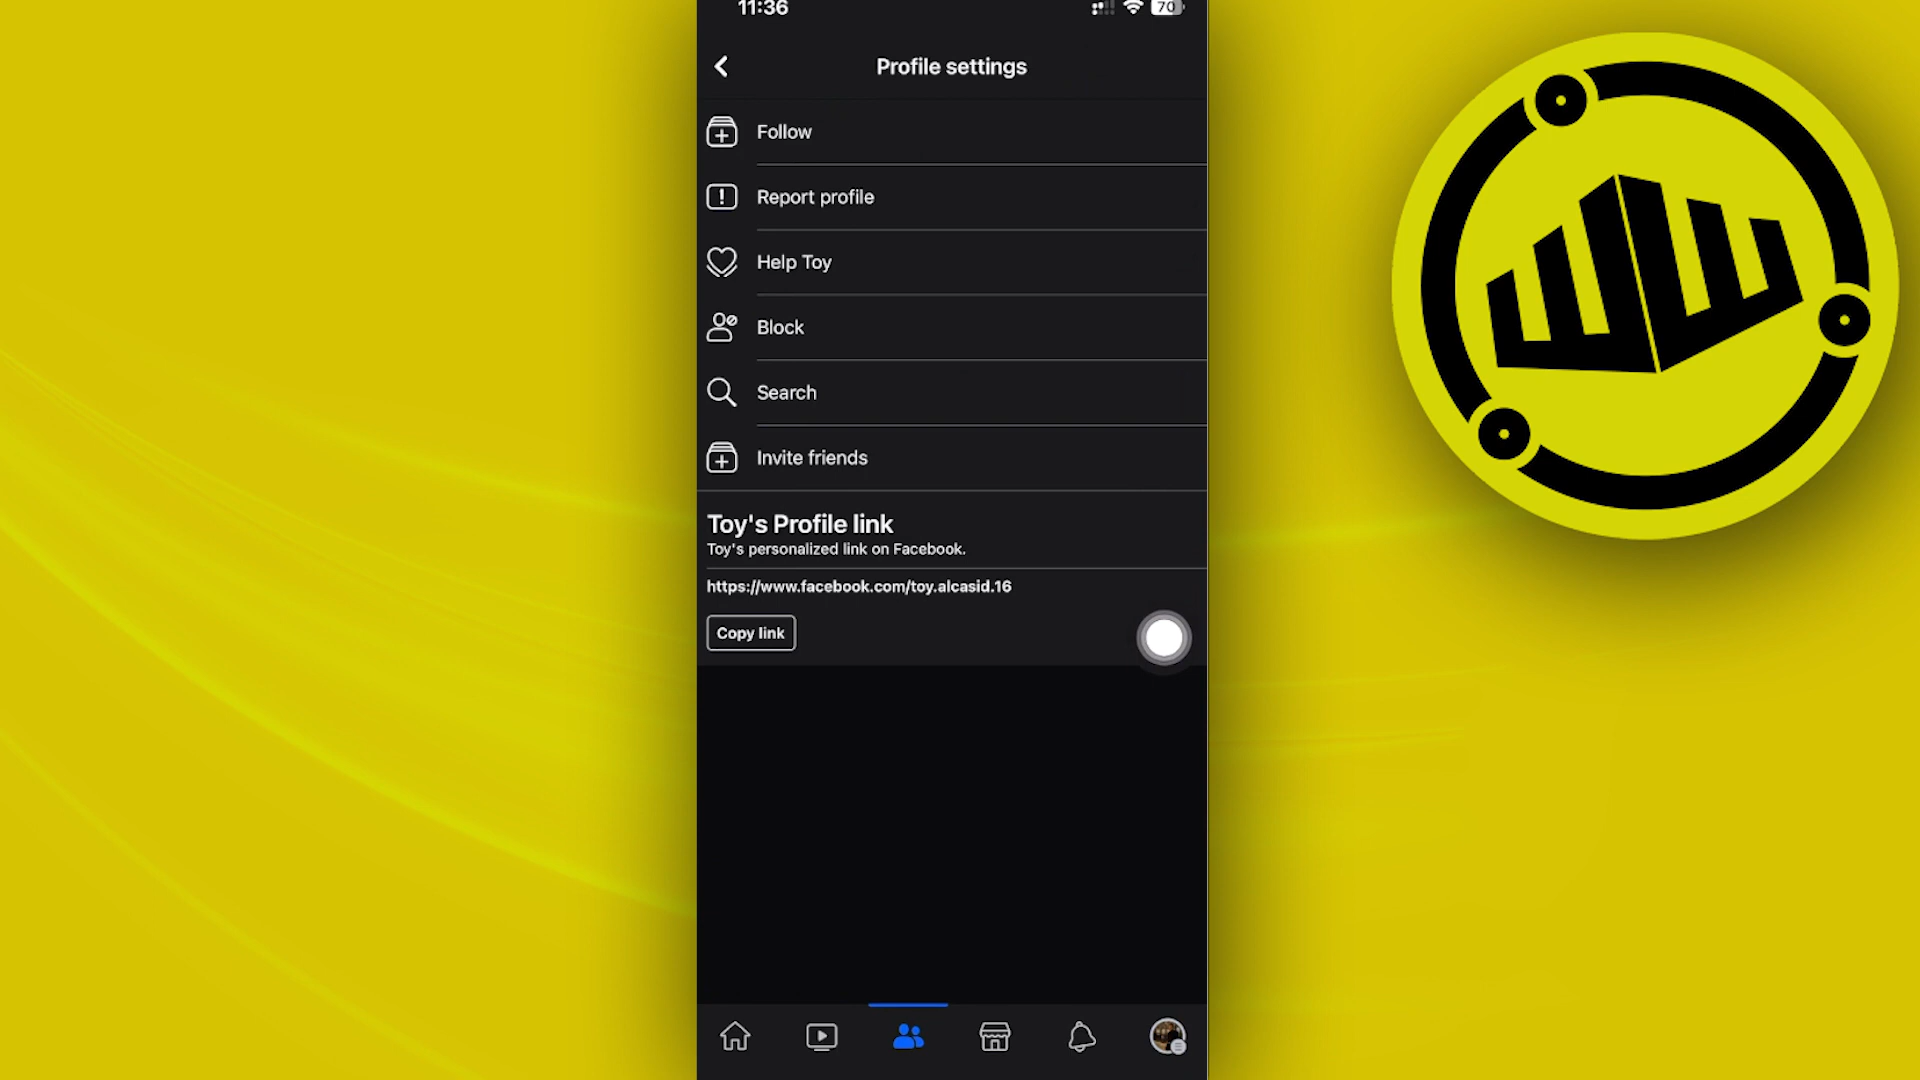 11:36
70
Profile settings
Follow
Report profile
Help Toy
Block
Search
Invite friends
Toy's Profile link
Toy's personalized link on Facebook.
https://www.facebook.com/toy.alcasid.16
Copy link